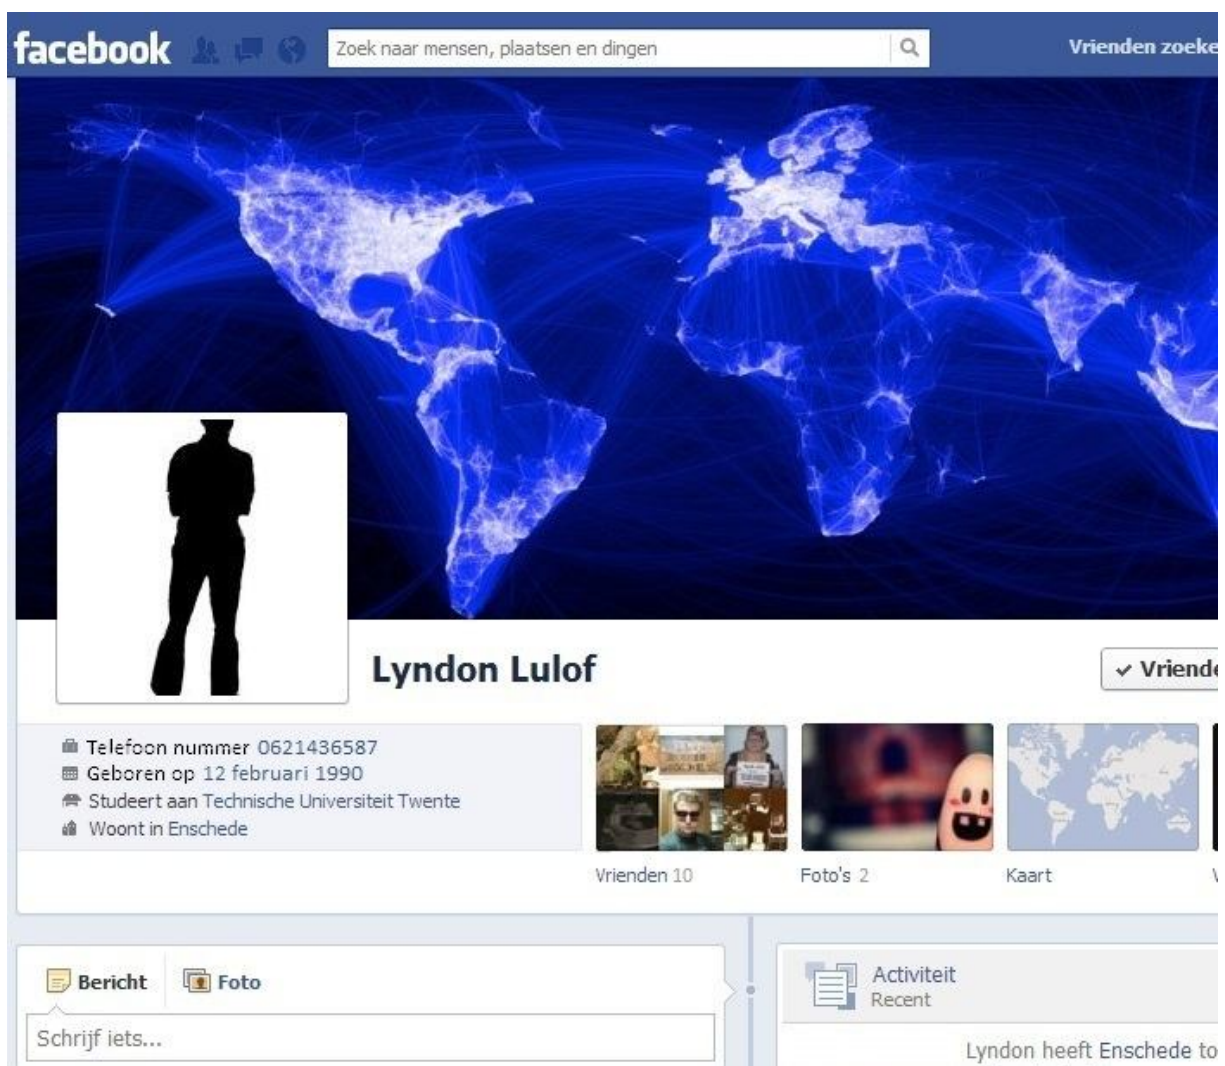 facebook
Zoek naar mensen, plaatsen en dingen
Vrienden zoeke
Lyndon Lulof
✓ Vriende
Telefoon nummer 0621436587
Geboren op 12 februari 1990
Studeert aan Technische Universiteit Twente
Woont in Enschede
Vrienden 10
Foto's 2
Kaart
Bericht
Foto
Schrijf iets...
Activiteit
Recent
Lyndon heeft Enschede to